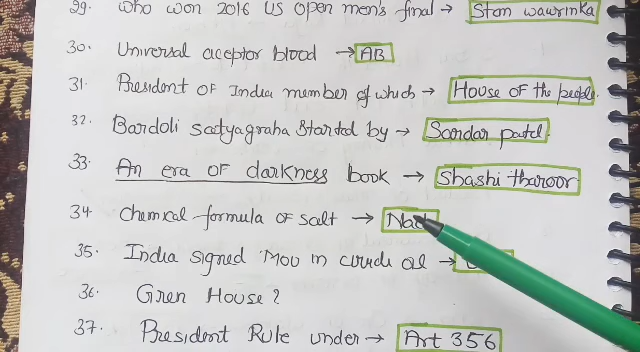 29. Who won 2016 US open men's final → Stan wawrinka
30. Universal aceptor blood → AB
31. President OF India member of which → House OF the people.
32. Bardoli satyagraha Started by → Sardar patel
33. An era OF darkness book → Shashi tharoor
34 chemical formula OF salt → Nacl
35. India signed MOU in crude oil →
36. Gren House?
37. President Rule under → Art 356